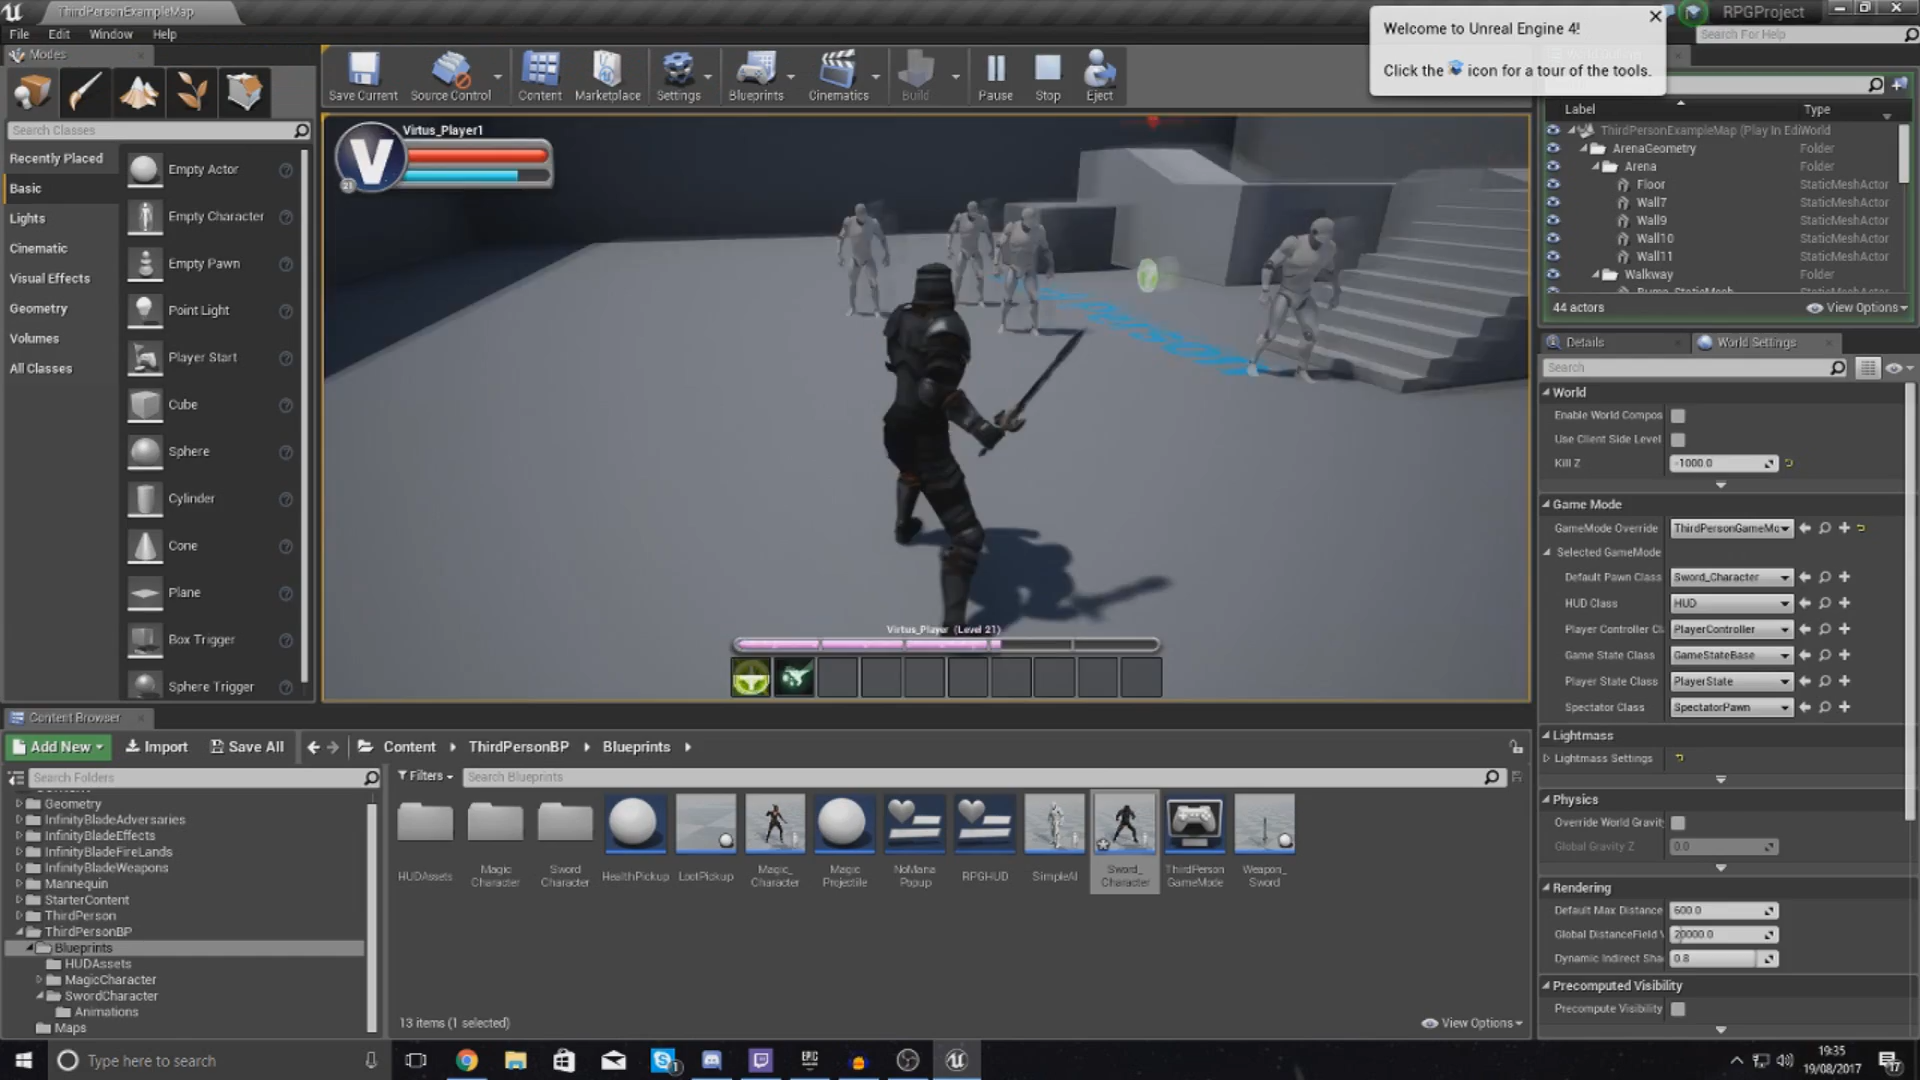 ThirdPersonExampleMap
RPGProject
File Edit Window Help
Search For Help
Welcome to Unreal Engine 4!
Click the icon for a tour of the tools.
Modes
Save Current
Source Control
Content
Marketplace
Settings
Blueprints
Cinematics
Build
Pause
Stop
Eject
Search Classes
Recently Placed
Basic
Lights
Cinematic
Visual Effects
Geometry
Volumes
All Classes
Empty Actor
Empty Character
Empty Pawn
Point Light
Player Start
Cube
Sphere
Cylinder
Cone
Plane
Box Trigger
Sphere Trigger
Virtus_Player1
V
21
Virtus_Player (Level 21)
Label Type
ThirdPersonExampleMap (Play In Edi World
ArenaGeometry Folder
Arena Folder
Floor StaticMeshActor
Wall7 StaticMeshActor
Wall9 StaticMeshActor
Wall10 StaticMeshActor
Wall11 StaticMeshActor
Walkway Folder
Bump_StaticMesh
44 actors
View Options
Details
World Settings
Search
World
Enable World Compos
Use Client Side Level
Kill Z -1000.0
Game Mode
GameMode Override ThirdPersonGameMo
Selected GameMode
Default Pawn Class Sword_Character
HUD Class HUD
Player Controller Cl PlayerController
Game State Class GameStateBase
Player State Class PlayerState
Spectator Class SpectatorPawn
Lightmass
Lightmass Settings
Physics
Override World Gravit
Global Gravity Z 0.0
Rendering
Default Max Distance 600.0
Global DistanceField V 20000.0
Dynamic Indirect Sha 0.8
Precomputed Visibility
Precompute Visibility
Content Browser
Add New Import Save All Content ThirdPersonBP Blueprints
Search Folders
Filters Search Blueprints
Geometry
InfinityBladeAdversaries
InfinityBladeEffects
InfinityBladeFireLands
InfinityBladeWeapons
Mannequin
StarterContent
ThirdPerson
ThirdPersonBP
Blueprints
HUDAssets
MagicCharacter
SwordCharacter
Animations
Maps
HUDAssets
Magic
Character
Sword
Character
HealthPickup
LootPickup
Magic_
Character
Magic
Projectile
NoMana
Popup
RPGHUD
SimpleAI
Sword_
Character
ThirdPerson
GameMode
Weapon_
Sword
13 items (1 selected)
View Options
Type here to search
EPIC
19:35
19/08/2017
17